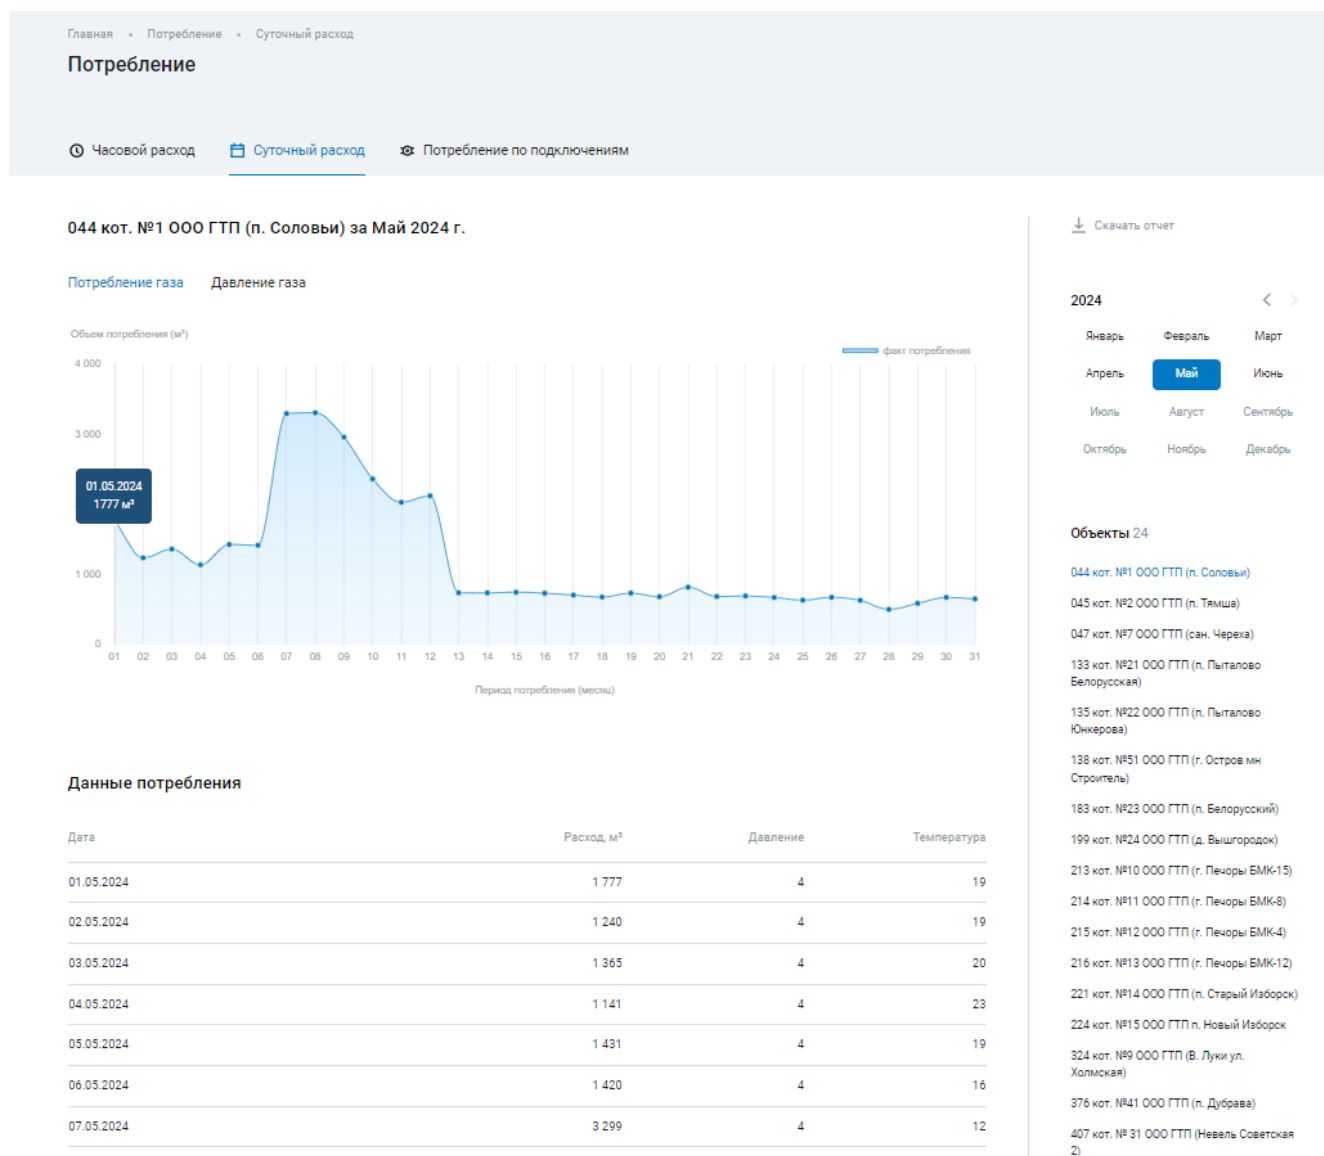 Главная • Потребление • Суточный расход
Потребление
Часовой расход Суточный расход Потребление по подключениям
044 кот. №1 ООО ГТП (п. Соловьи) за Май 2024 г.
Потребление газа Давление газа
Объем потребления (м³)
факт потребления
4 000
3 000
01.05.2024
1777 м³
1 000
0
01 02 03 04 05 06 07 08 09 10 11 12 13 14 15 16 17 18 19 20 21 22 23 24 25 26 27 28 29 30 31
Период потребления (месяц)
Данные потребления
Дата Расход, м³ Давление Температура
01.05.2024 1 777 4 19
02.05.2024 1 240 4 19
03.05.2024 1 365 4 20
04.05.2024 1 141 4 23
05.05.2024 1 431 4 19
06.05.2024 1 420 4 16
07.05.2024 3 299 4 12
Скачать отчет
2024
Январь Февраль Март
Апрель Май Июнь
Июль Август Сентябрь
Октябрь Ноябрь Декабрь
Объекты 24
044 кот. №1 ООО ГТП (п. Соловьи)
045 кот. №2 ООО ГТП (п. Тямша)
047 кот. №7 ООО ГТП (сан. Череха)
133 кот. №21 ООО ГТП (п. Пыталово
Белорусская)
135 кот. №22 ООО ГТП (п. Пыталово
Юнкерова)
138 кот. №51 ООО ГТП (г. Остров мн
Строитель)
183 кот. №23 ООО ГТП (п. Белорусский)
199 кот. №24 ООО ГТП (д. Вышгородок)
213 кот. №10 ООО ГТП (г. Печоры БМК-15)
214 кот. №11 ООО ГТП (г. Печоры БМК-8)
215 кот. №12 ООО ГТП (г. Печоры БМК-4)
216 кот. №13 ООО ГТП (г. Печоры БМК-12)
221 кот. №14 ООО ГТП (п. Старый Изборск)
224 кот. №15 ООО ГТП п. Новый Изборск
324 кот. №9 ООО ГТП (В. Луки ул.
Холмская)
376 кот. №41 ООО ГТП (п. Дубрава)
407 кот. № 31 ООО ГТП (Невель Советская
2)